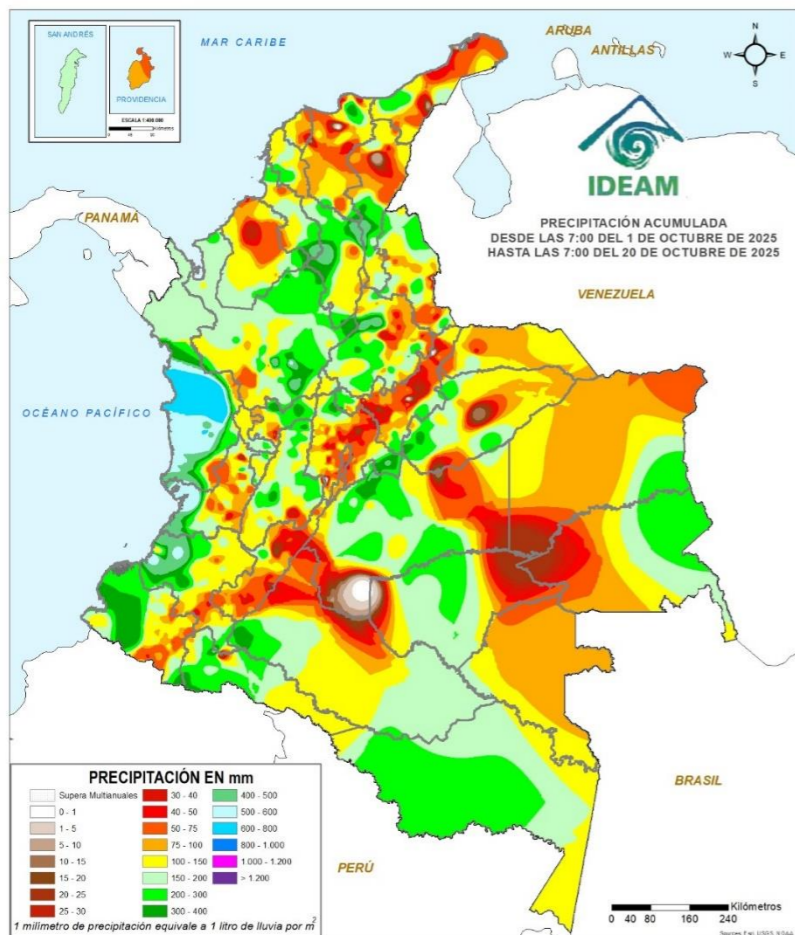 SAN ANDRÉS
PROVIDENCIA
ESCALA 1:400.000
Kilómetros
MAR CARIBE
ARUBA
ANTILLAS
N
W
E
S
IDEAM
PANAMÁ
PRECIPITACIÓN ACUMULADA
DESDE LAS 7:00 DEL 1 DE OCTUBRE DE 2025
HASTA LAS 7:00 DEL 20 DE OCTUBRE DE 2025
VENEZUELA
OCÉANO PACÍFICO
BRASIL
PERÚ
PRECIPITACIÓN EN mm
Supera Multianuales
0 - 1
1 - 5
5 - 10
10 - 15
15 - 20
20 - 25
25 - 30
30 - 40
40 - 50
50 - 75
75 - 100
100 - 150
150 - 200
200 - 300
300 - 400
400 - 500
500 - 600
600 - 800
800 - 1.000
1.000 - 1.200
> 1.200
1 milímetro de precipitación equivale a 1 litro de lluvia por m2
Kilómetros
0 40 80 160 240